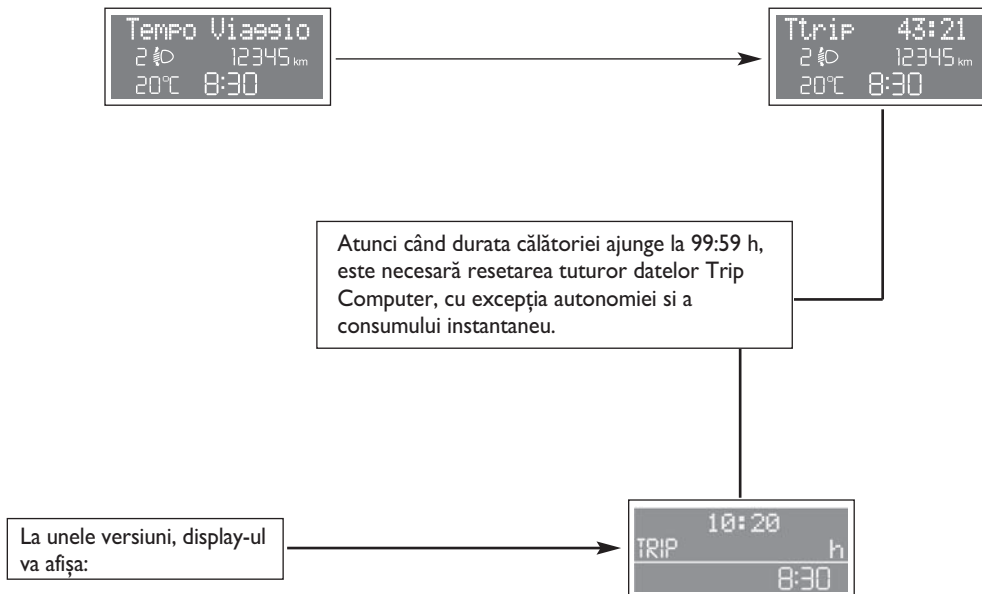 Tempo Viaggio
2 12345 km
20°C 8:30
Ttrip 43:21
2 12345 km
20°C 8:30
Atunci când durata călătoriei ajunge la 99:59 h,
este necesară resetarea tuturor datelor Trip
Computer, cu excepția autonomiei si a
consumului instantaneu.
La unele versiuni, display-ul
va afișa:
10:20
TRIP h
8:30